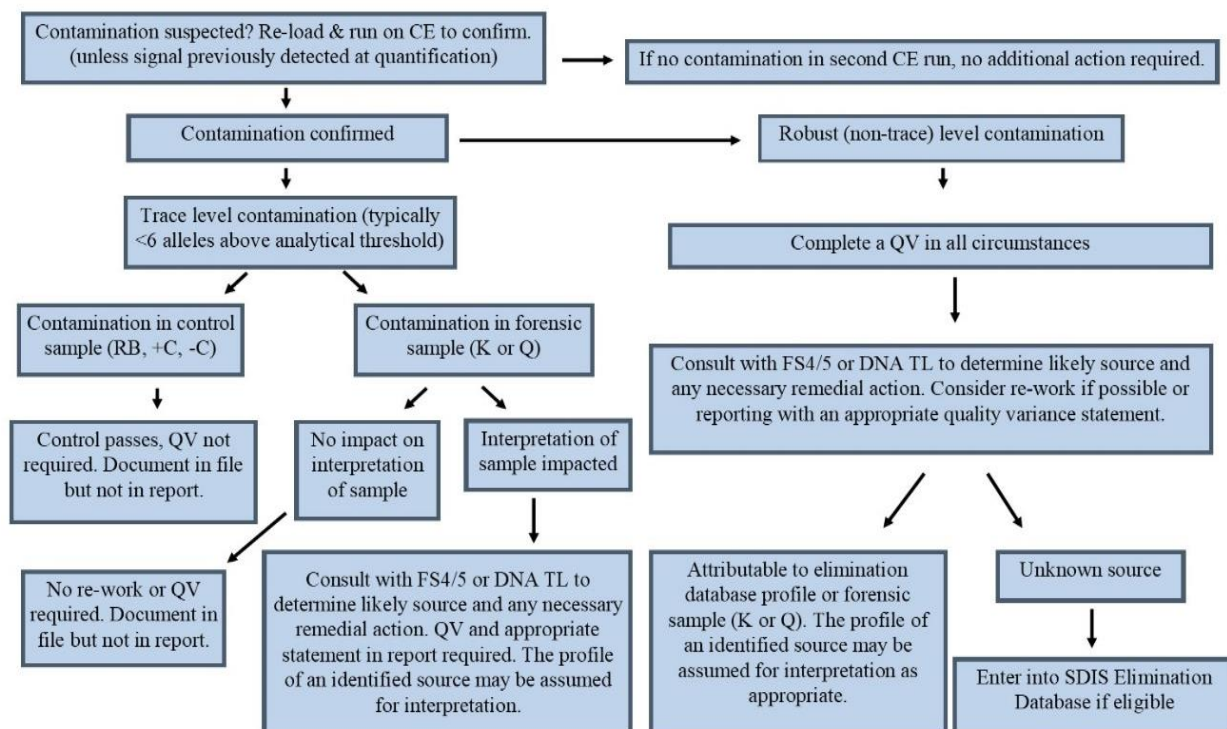 Contamination suspected? Re-load & run on CE to confirm.
(unless signal previously detected at quantification)
If no contamination in second CE run, no additional action required.
Contamination confirmed
Robust (non-trace) level contamination
Trace level contamination (typically
<6 alleles above analytical threshold)
Complete a QV in all circumstances
Contamination in control
sample (RB, +C, -C)
Contamination in forensic
sample (K or Q)
Consult with FS4/5 or DNA TL to determine likely source and
any necessary remedial action. Consider re-work if possible or
reporting with an appropriate quality variance statement.
Control passes, QV not
required. Document in file
but not in report.
No impact on
interpretation
of sample
Interpretation of
sample impacted
No re-work or QV
required. Document in
file but not in report.
Consult with FS4/5 or DNA TL to
determine likely source and any necessary
remedial action. QV and appropriate
statement in report required. The profile
of an identified source may be assumed
for interpretation.
Attributable to elimination
database profile or forensic
sample (K or Q). The profile of
an identified source may be
assumed for interpretation as
appropriate.
Unknown source
Enter into SDIS Elimination
Database if eligible